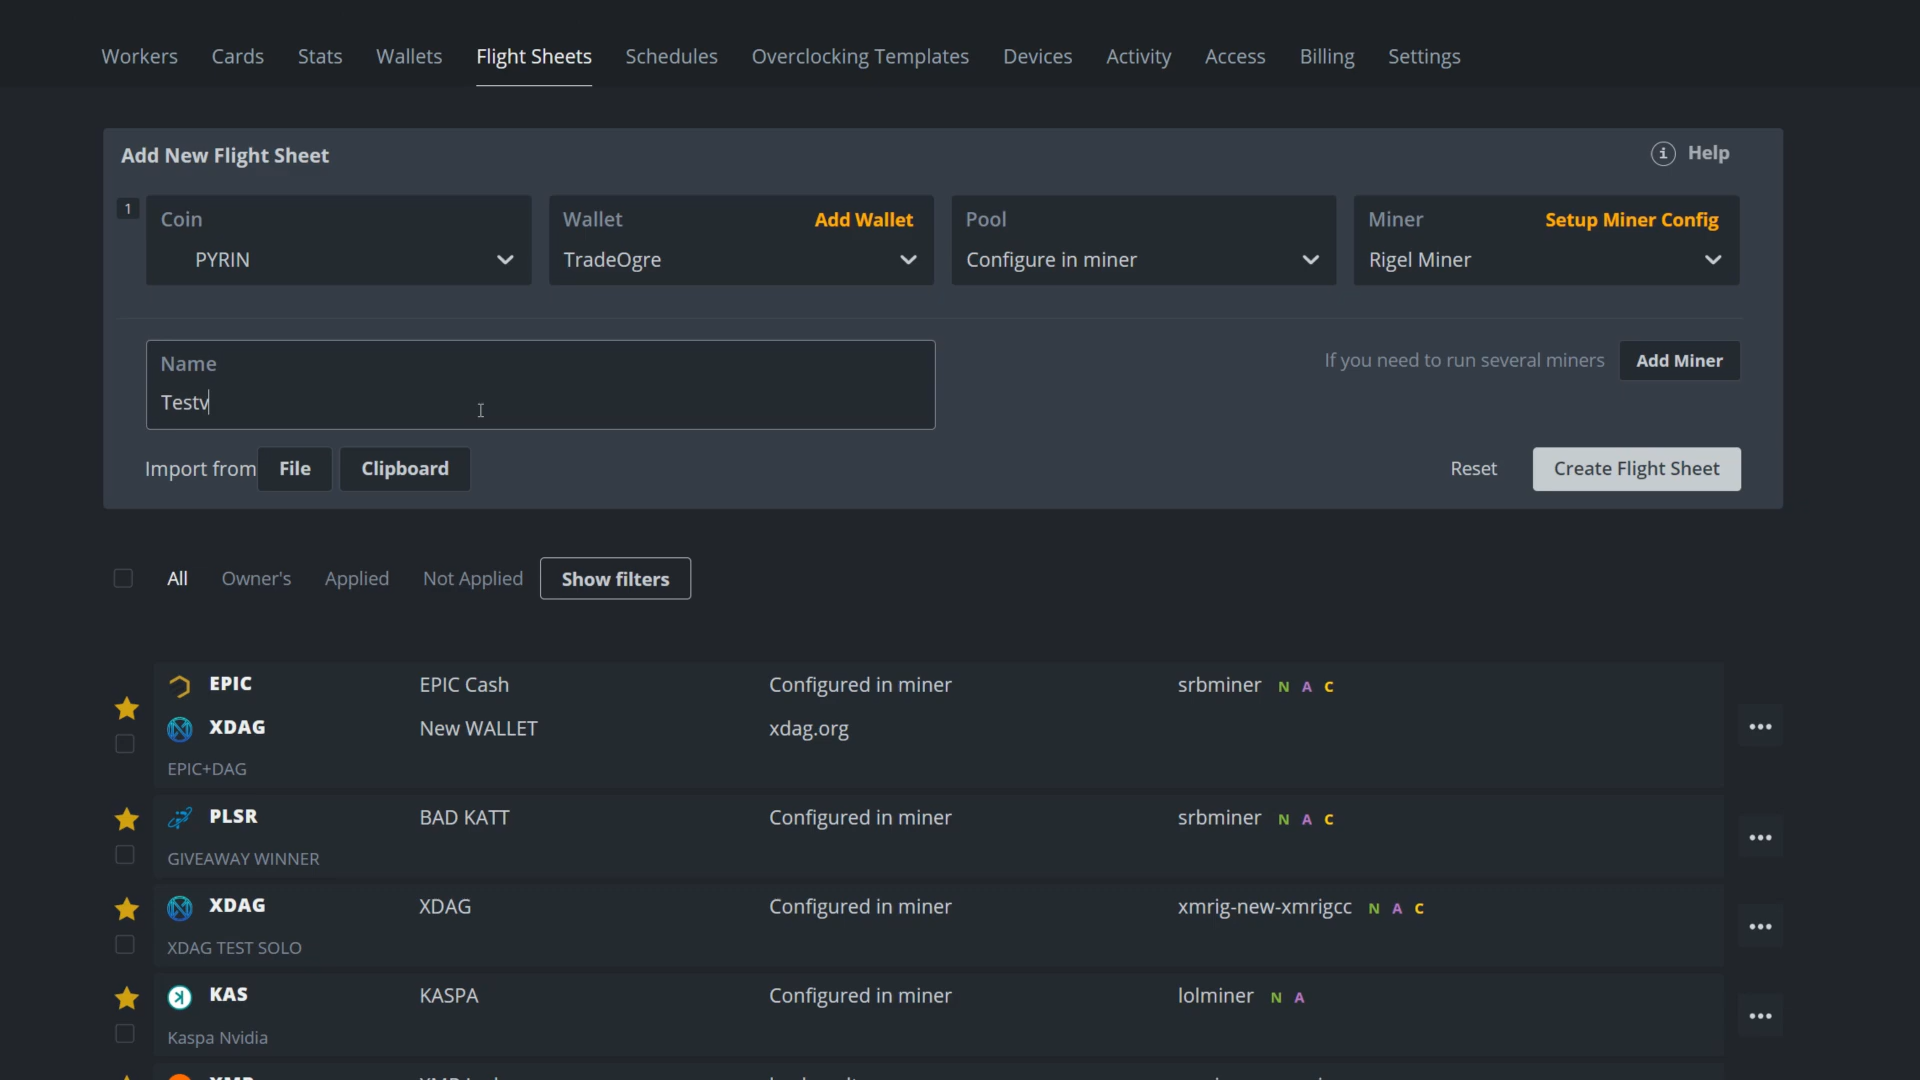 Workers Cards Stats Wallets Flight Sheets Schedules Overclocking Templates Devices Activity Access Billing Settings
Add New Flight Sheet
Help
1
Coin
PYRIN
Wallet Add Wallet
TradeOgre
Pool
Configure in miner
Miner Setup Miner Config
Rigel Miner
Name
Testv
If you need to run several miners Add Miner
Import from File Clipboard
Reset Create Flight Sheet
All Owner's Applied Not Applied Show filters
EPIC EPIC Cash Configured in miner srbminer N A C
XDAG New WALLET xdag.org
EPIC+DAG
PLSR BAD KATT Configured in miner srbminer N A C
GIVEAWAY WINNER
XDAG XDAG Configured in miner xmrig-new-xmrigcc N A C
XDAG TEST SOLO
KAS KASPA Configured in miner lolminer N A
Kaspa Nvidia